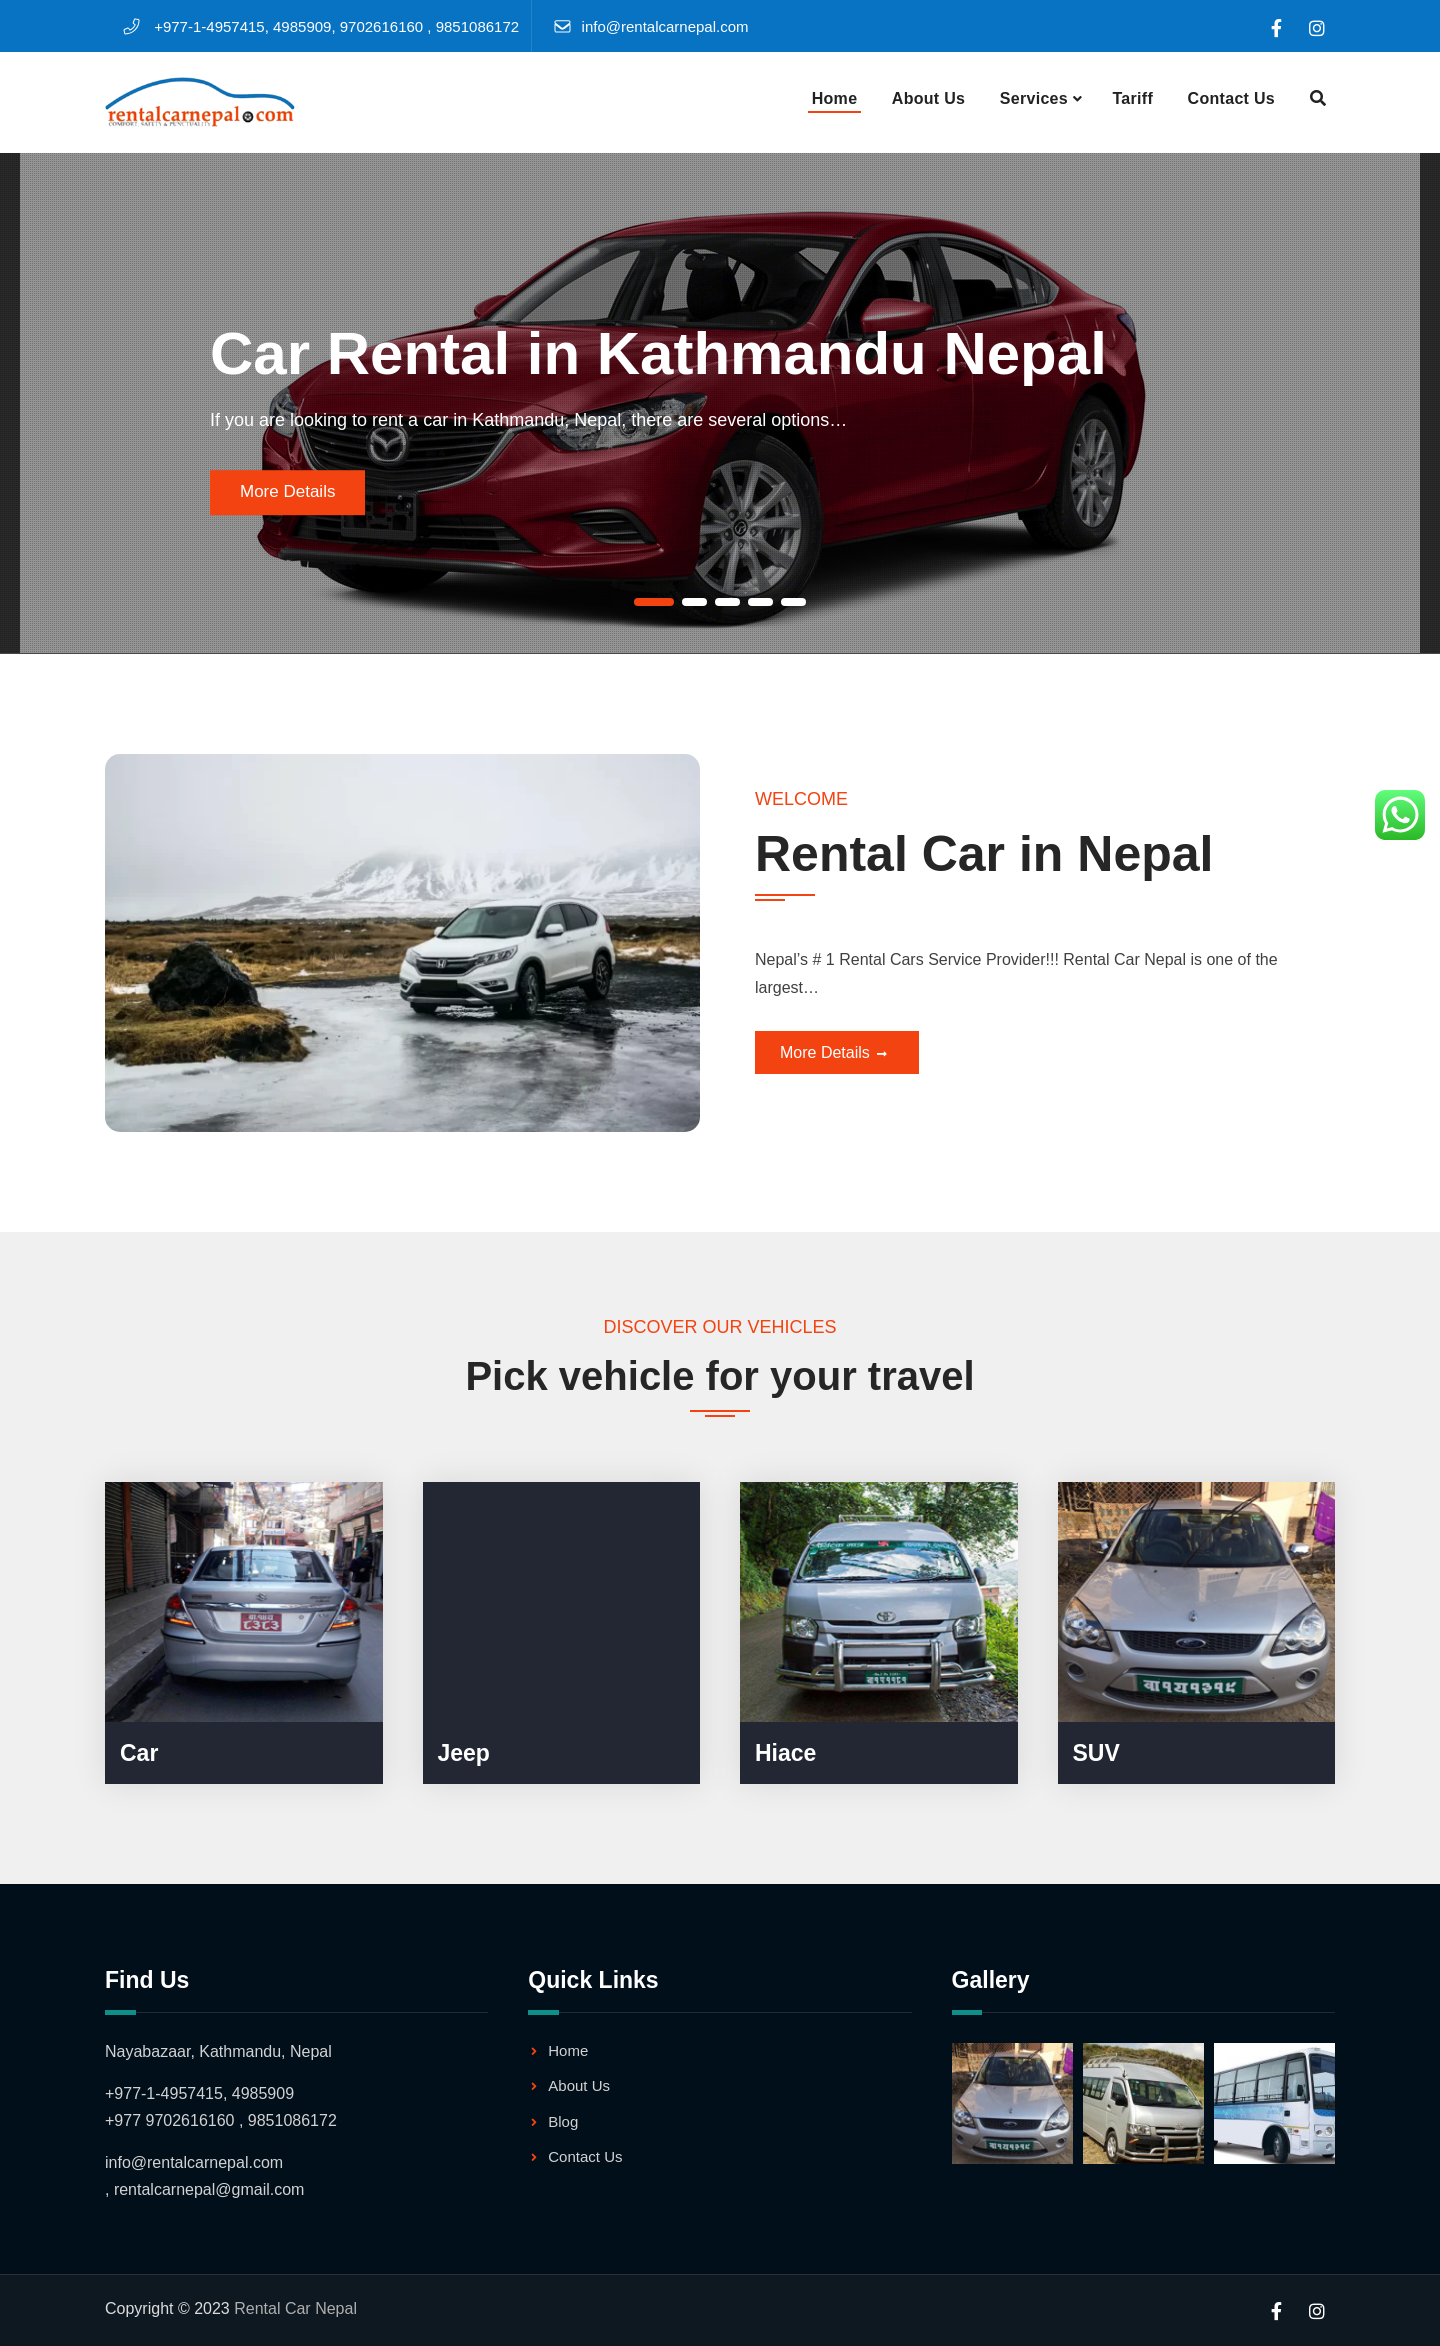 +977-1-4957415, 4985909, 9702616160 , 9851086172
info@rentalcarnepal.com
rentalcarnepal.com
COMFORT, SAFETY & PUNCTUALITY
Home
About Us
Services
Tariff
Contact Us
Car Rental in Kathmandu Nepal
If you are looking to rent a car in Kathmandu, Nepal, there are several options…
More Details
WELCOME
Rental Car in Nepal
Nepal’s # 1 Rental Cars Service Provider!!! Rental Car Nepal is one of the
largest…
More Details
DISCOVER OUR VEHICLES
Pick vehicle for your travel
Car
Jeep
Hiace
SUV
Find Us
Nayabazaar, Kathmandu, Nepal
+977-1-4957415, 4985909
+977 9702616160 , 9851086172
info@rentalcarnepal.com
, rentalcarnepal@gmail.com
Quick Links
Home
About Us
Blog
Contact Us
Gallery
Copyright © 2023 Rental Car Nepal